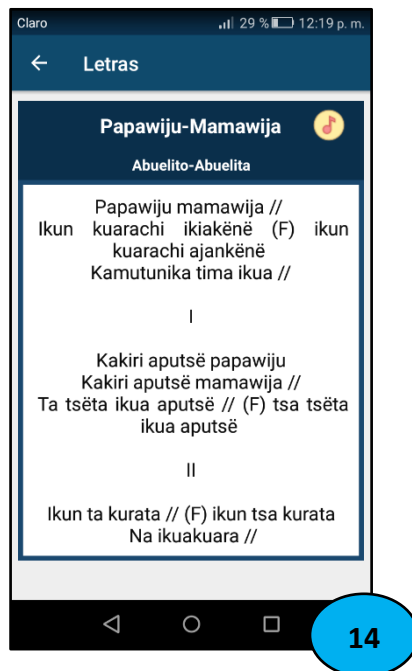 Claro 29 % 12:19 p. m.
Letras
Papawiju-Mamawija
Abuelito-Abuelita
Papawiju mamawija //
Ikun kuarachi ikiakënë (F) ikun
kuarachi ajankënë
Kamutunika tima ikua //
I
Kakiri aputsë papawiju
Kakiri aputsë mamawija //
Ta tsëta ikua aputsë // (F) tsa tsëta
ikua aputsë
II
Ikun ta kurata // (F) ikun tsa kurata
Na ikuakuara //
14